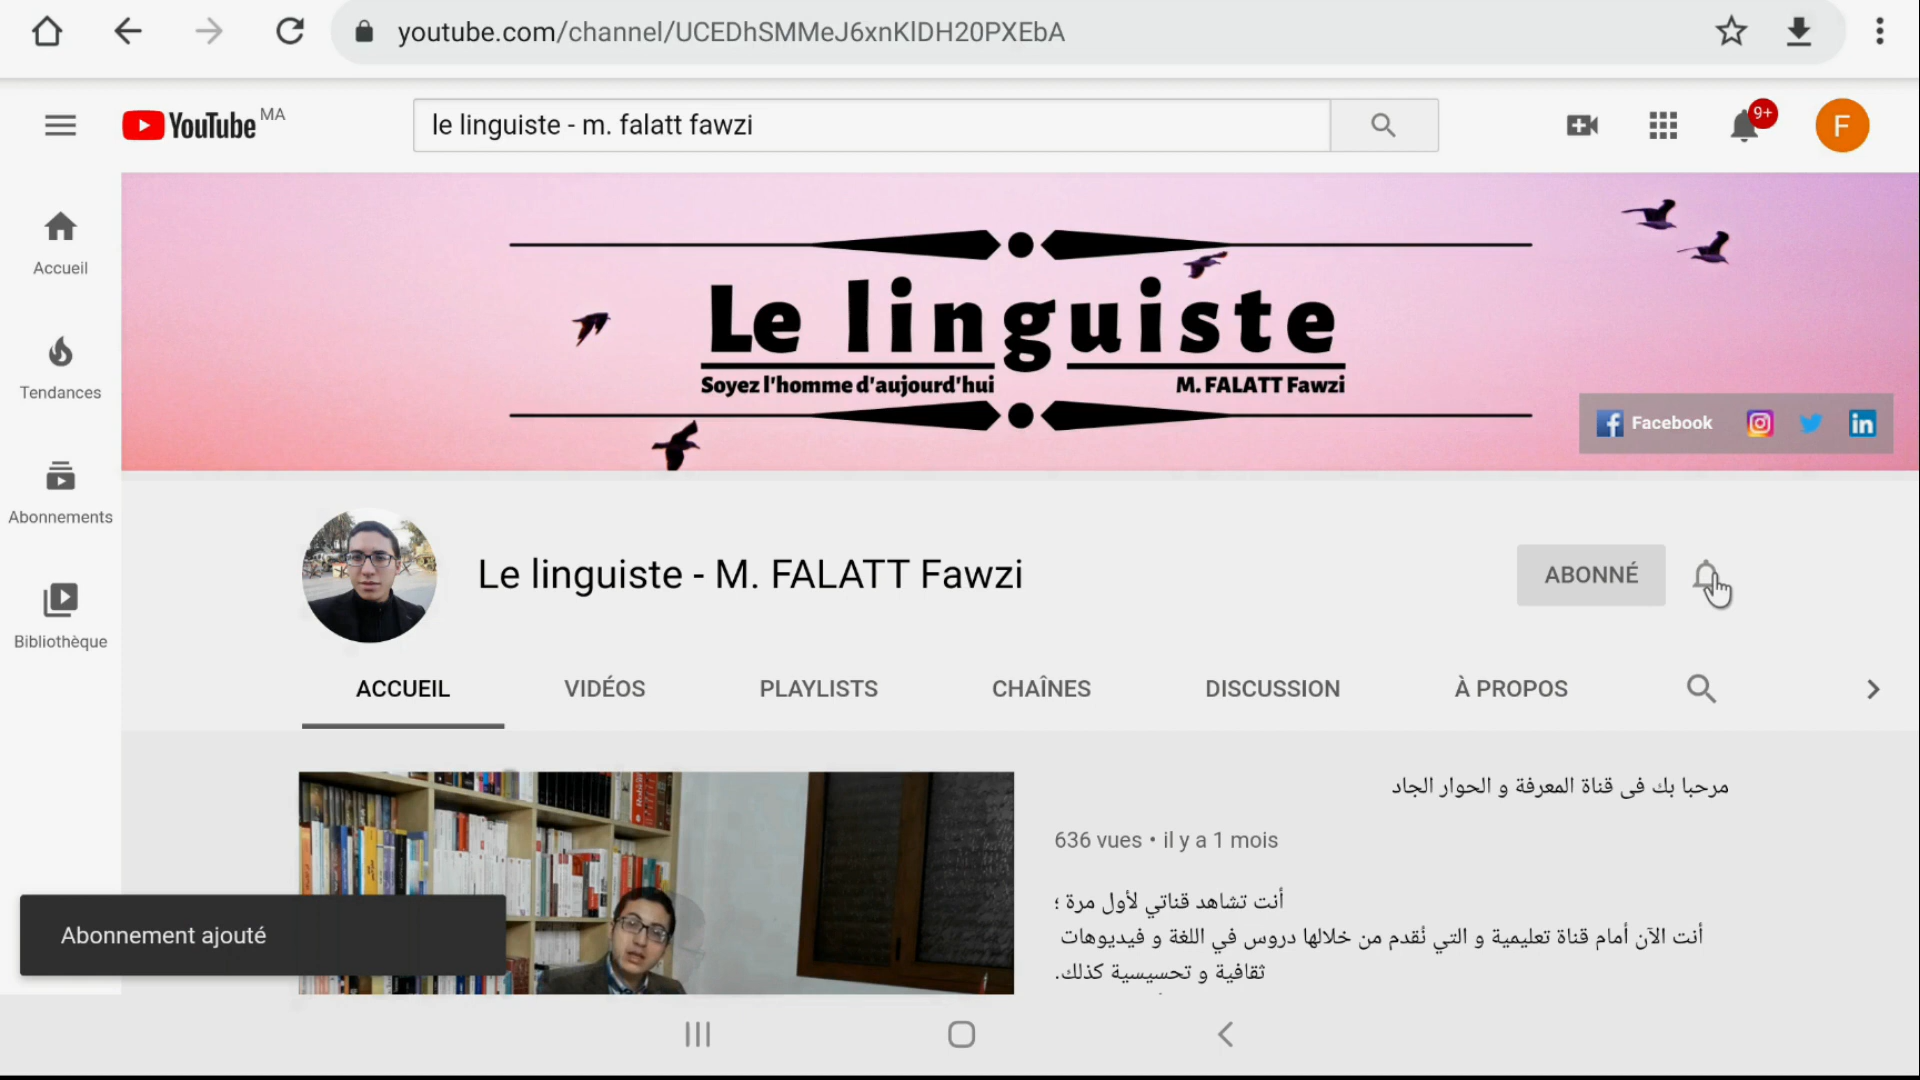 youtube.com/channel/UCEDhSMMeJ6xnKlDH20PXEbA
YouTube MA
le linguiste - m. falatt fawzi
9+
F
Accueil
Tendances
Abonnements
Bibliothèque
Le linguiste
Soyez l'homme d'aujourd'hui
M. FALATT Fawzi
Facebook
Le linguiste - M. FALATT Fawzi
ABONNÉ
ACCUEIL
VIDÉOS
PLAYLISTS
CHAÎNES
DISCUSSION
À PROPOS
مرحبا بك فى قناة المعرفة و الحوار الجاد
636 vues • il y a 1 mois
أنت تشاهد قناتي لأول مرة ؛
أنت الآن أمام قناة تعليمية و التي نُقدم من خلالها دروس في اللغة و فيديوهات
ثقافية و تحسيسية كذلك.
Abonnement ajouté